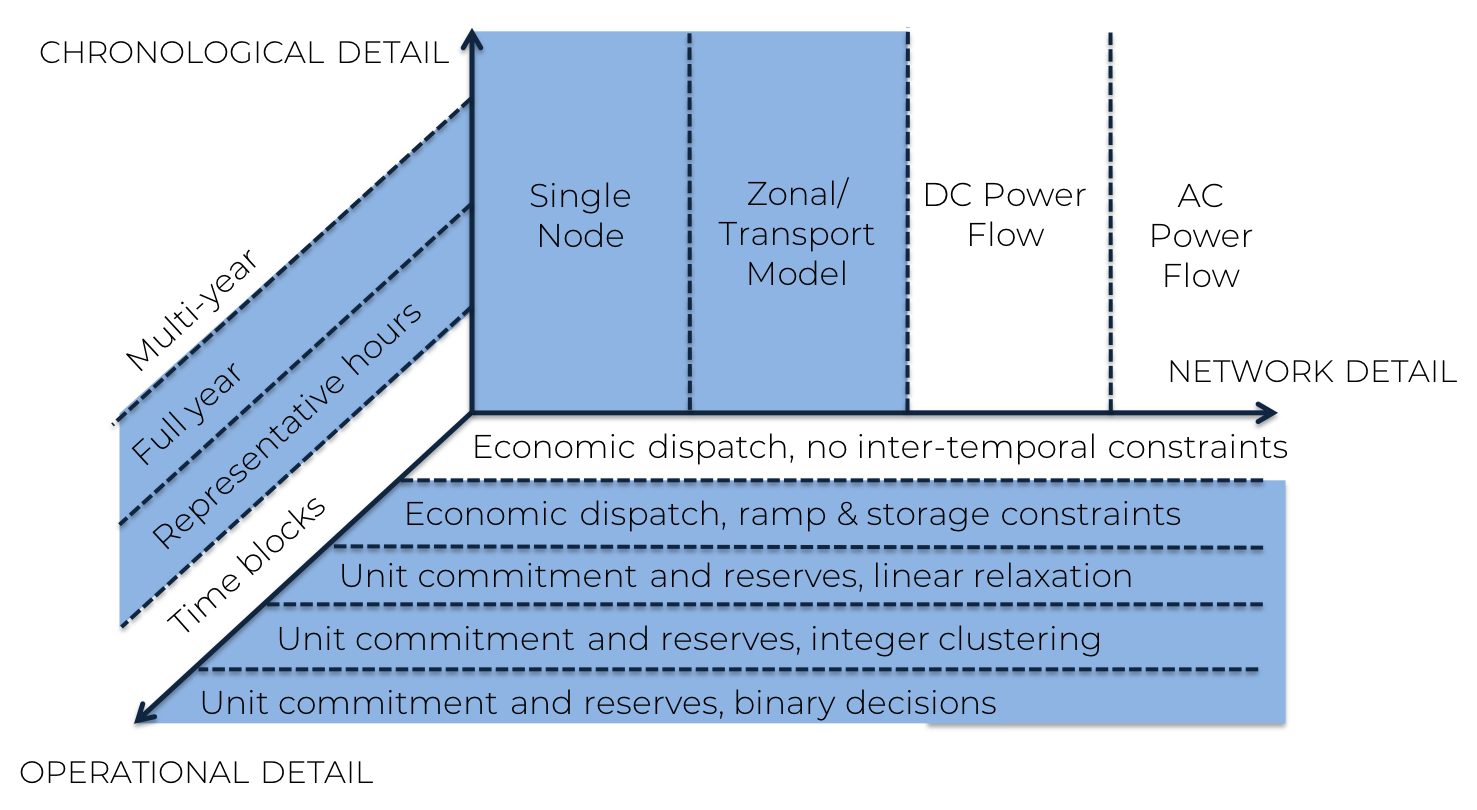 CHRONOLOGICAL DETAIL
Single
Node
Zonal/
Transport
Model
DC Power
Flow
AC
Power
Flow
Multi-year
Full year
Representative hours
Time blocks
NETWORK DETAIL
Economic dispatch, no inter-temporal constraints
Economic dispatch, ramp & storage constraints
Unit commitment and reserves, linear relaxation
Unit commitment and reserves, integer clustering
Unit commitment and reserves, binary decisions
OPERATIONAL DETAIL